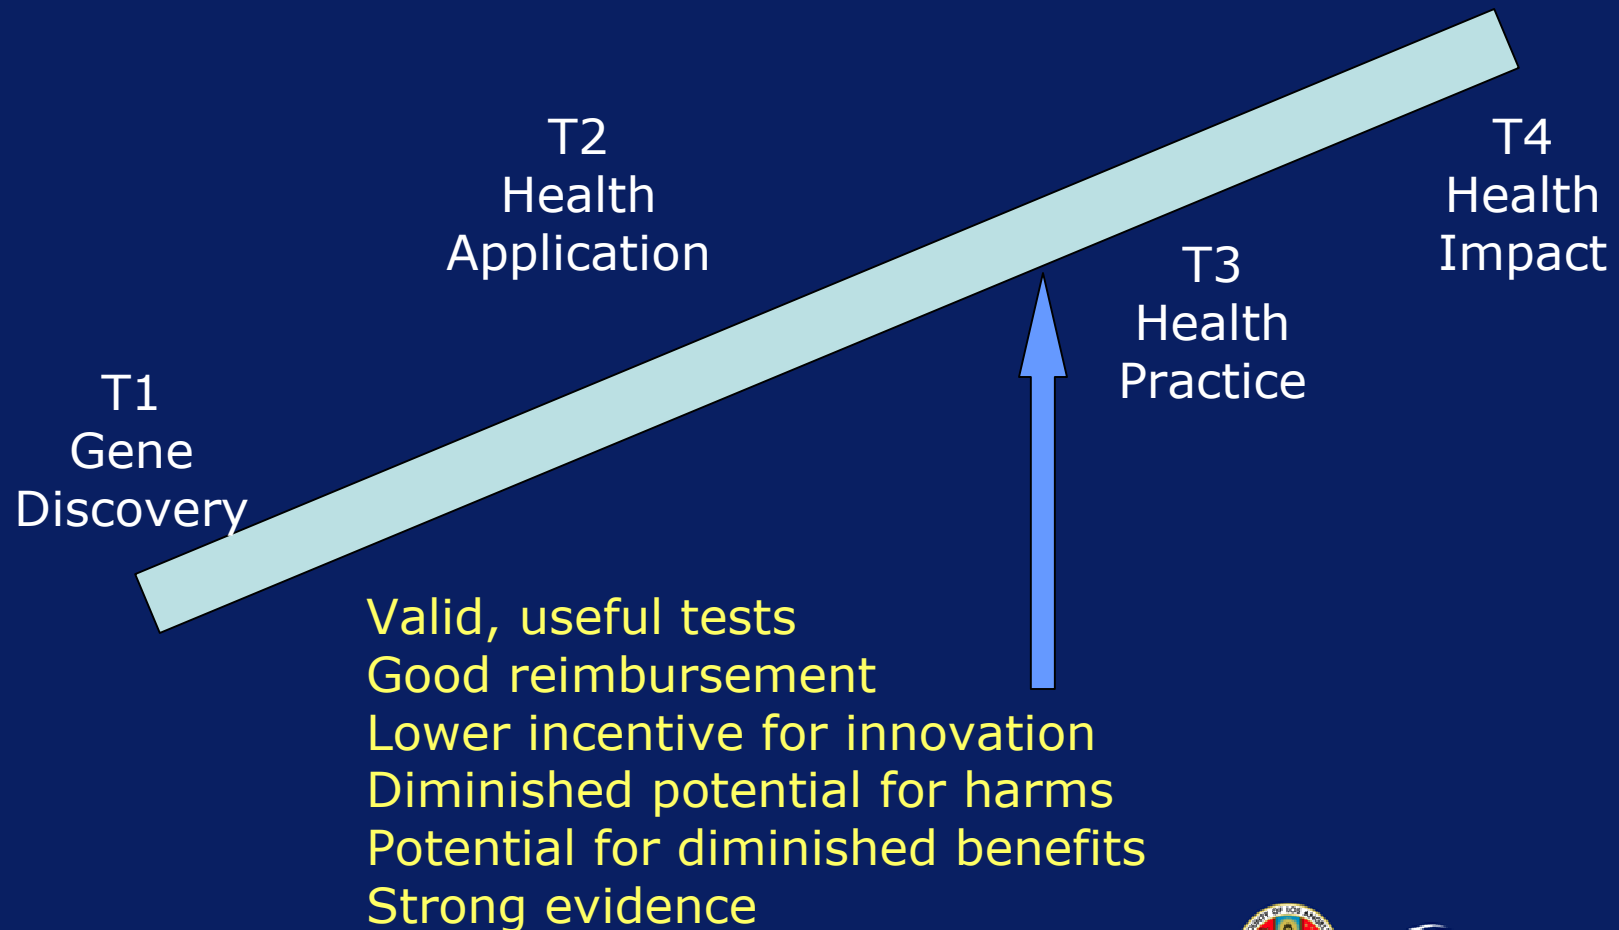 T1
Gene
Discovery
T2
Health
Application
T3
Health
Practice
T4
Health
Impact
Valid, useful tests
Good reimbursement
Lower incentive for innovation
Diminished potential for harms
Potential for diminished benefits
Strong evidence